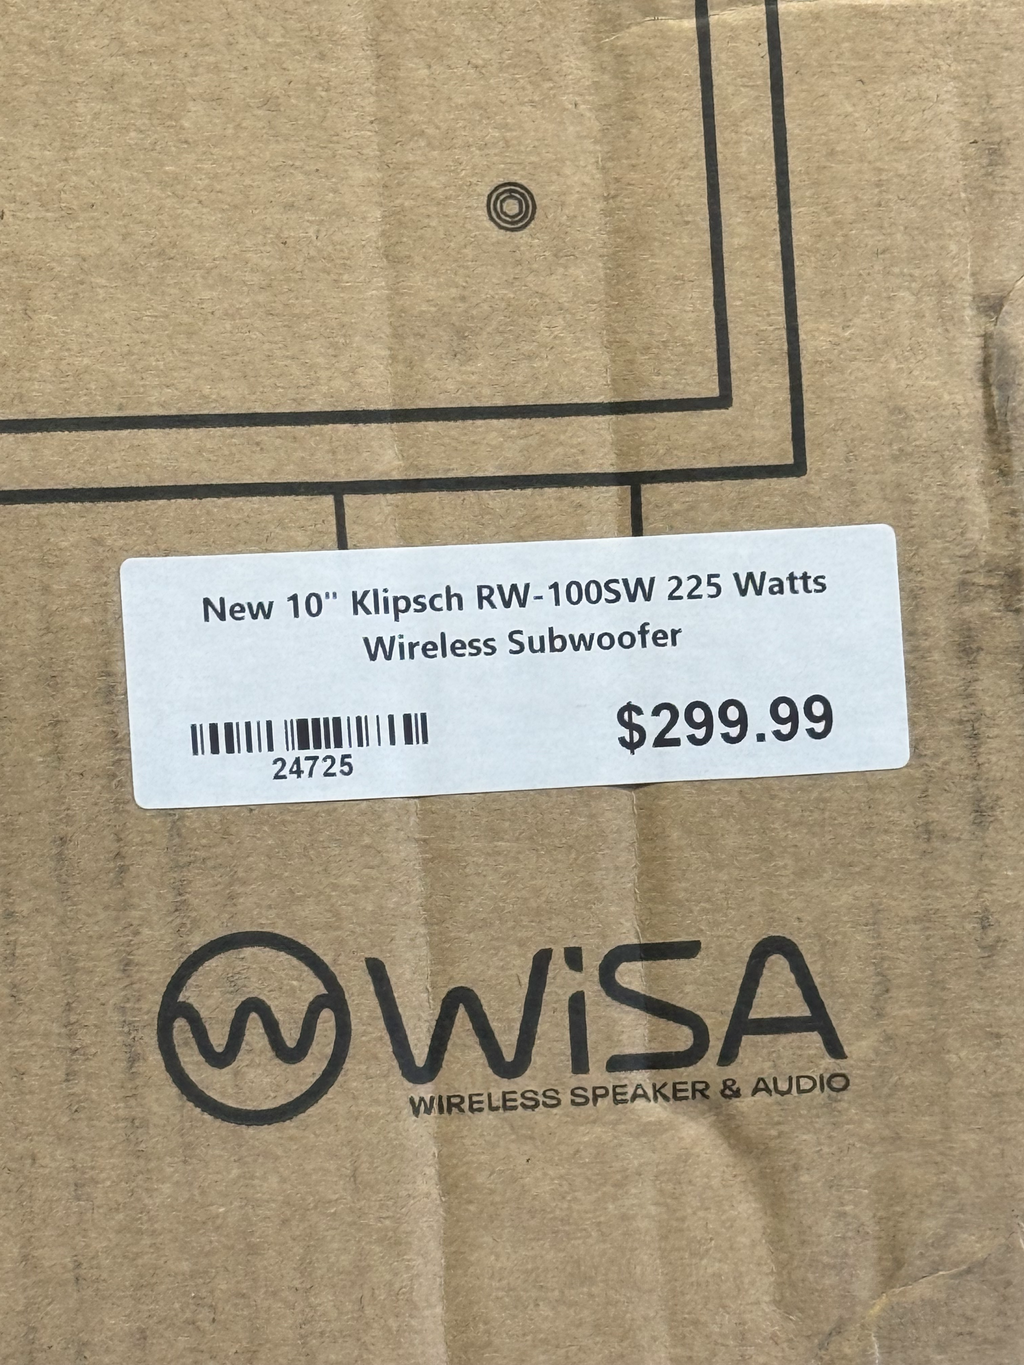 New 10" Klipsch RW-100SW 225 Watts
Wireless Subwoofer
24725
$299.99
WiSA
WIRELESS SPEAKER & AUDIO